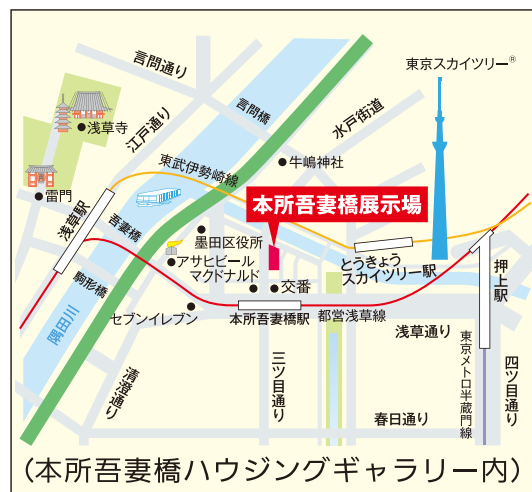 言問通り
東京スカイツリー®
江戸通り
言問橋
水戸街道
浅草寺
東武伊勢崎線
牛嶋神社
雷門
浅草駅
吾妻橋
本所吾妻橋展示場
墨田区役所
アサヒビール
マクドナルド
とうきょう
スカイツリー駅
押上駅
駒形橋
交番
セブンイレブン
本所吾妻橋駅
都営浅草線
浅草通り
隅田川
清澄通り
三ツ目通り
東京メトロ半蔵門線
四ツ目通り
春日通り
(本所吾妻橋ハウジングギャラリー内)